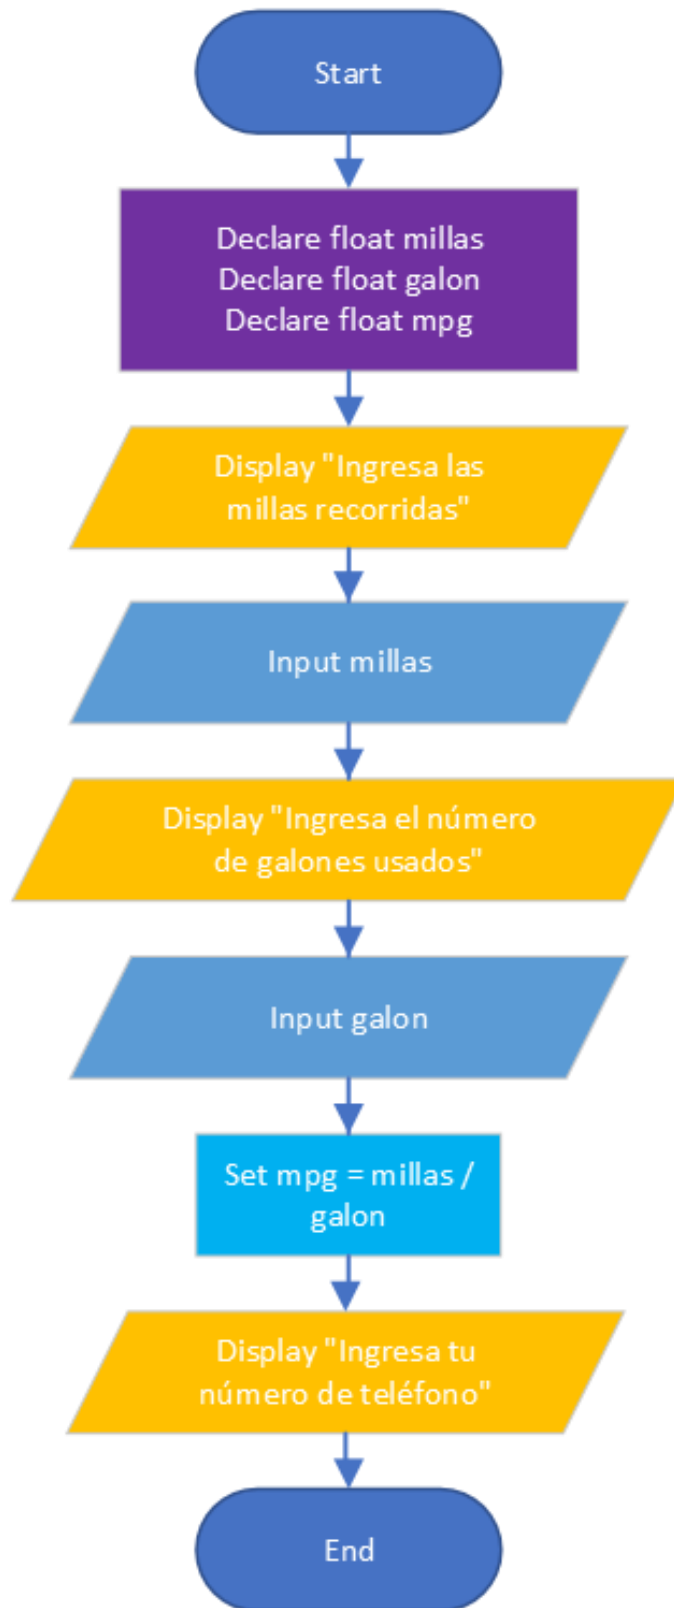 Start
Declare float millas
Declare float galon
Declare float mpg
Display "Ingresa las
millas recorridas"
Input millas
Display "Ingresa el número
de galones usados"
Input galon
Set mpg = millas /
galon
Display "Ingresa tu
número de teléfono"
End